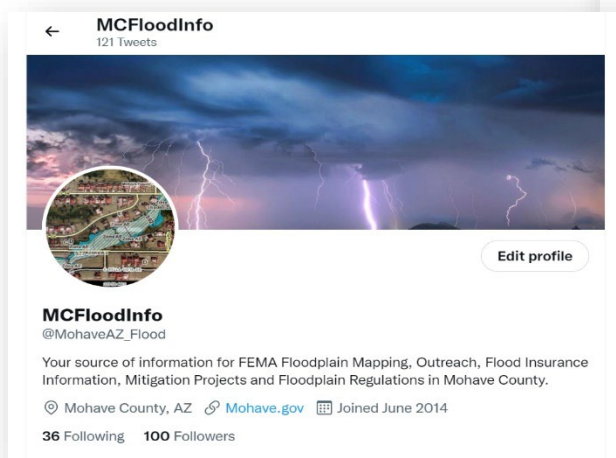 MCFloodInfo
121 Tweets
Edit profile
MCFloodInfo
@MohaveAZ_Flood
Your source of information for FEMA Floodplain Mapping, Outreach, Flood Insurance
Information, Mitigation Projects and Floodplain Regulations in Mohave County.
Mohave County, AZ Mohave.gov Joined June 2014
36 Following 100 Followers